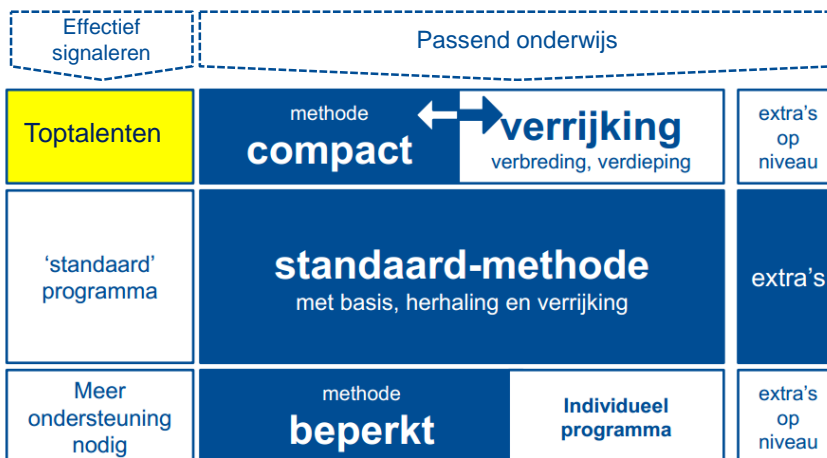 Effectief
signaleren
Passend onderwijs
Toptalenten
methode
compact
verrijking
verbreding, verdieping
extra's
op
niveau
‘standaard’
programma
standaard-methode
met basis, herhaling en verrijking
extra's
Meer
ondersteuning
nodig
methode
beperkt
Individueel
programma
extra's
op
niveau